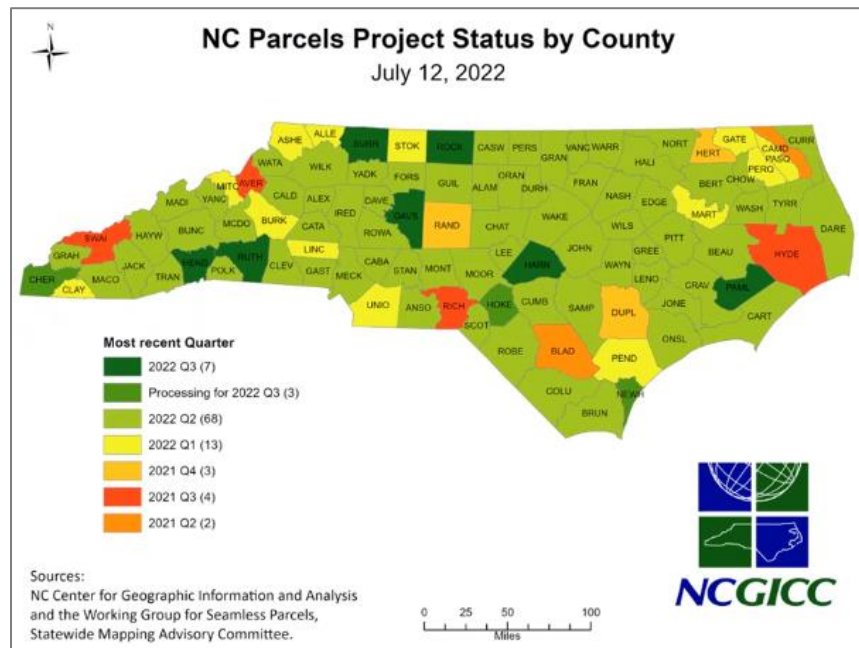 NC Parcels Project Status by County
July 12, 2022
ASHE ALLE SURR STOK ROCK CASW PERS VANC WARR NORT GATE CAMD CURR
HERT PASQ PERQ
WATA WILK YADK FORS GUIL ALAM ORAN DURH GRAN FRAN HALI BERT CHOW
MITC AVER CALD ALEX DAVE DAVS RAND CHAT WAKE NASH EDGE MART WASH TYRR DARE
MADI YANC MCDO BURK IRED ROWA WILS PITT BEAU HYDE
SWAI HAYW BUNC CATA LINC LEE JOHN GREE
GRAH JACK HEND RUTH CLEV GAST MECK CABA STAN MONT MOOR HARN WAYN LENO CRAV PAML
CHER CLAY MACO TRAN POLK UNIO ANSO RICH HOKE CUMB SAMP DUPL JONE CART
SCOT ROBE BLAD PEND ONSL
COLU BRUN NEWH
Most recent Quarter
2022 Q3 (7)
Processing for 2022 Q3 (3)
2022 Q2 (68)
2022 Q1 (13)
2021 Q4 (3)
2021 Q3 (4)
2021 Q2 (2)
Sources:
NC Center for Geographic Information and Analysis
and the Working Group for Seamless Parcels,
Statewide Mapping Advisory Committee.
0 25 50 100
Miles
NCGICC